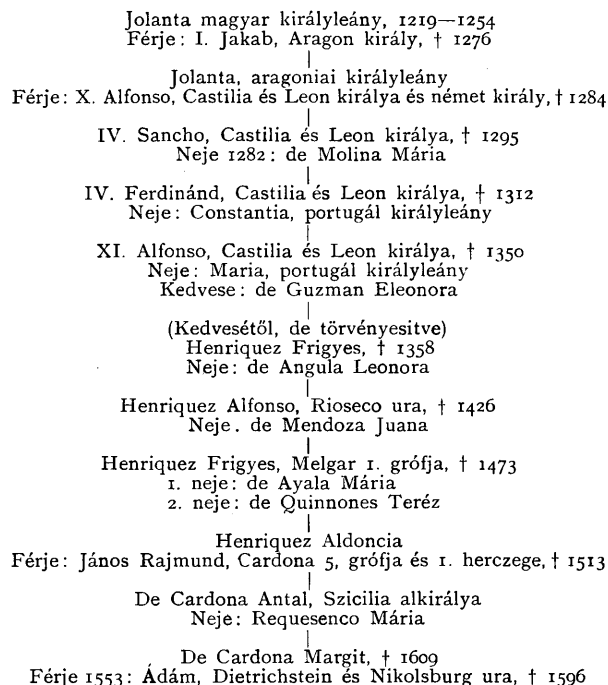 Jolanta magyar királyleány, 1219—1254
Férje: I. Jakab, Aragon király, † 1276
Jolanta, aragoniai királyleány
Férje: X. Alfonso, Castilia és Leon királya és német király, † 1284
IV. Sancho, Castilia és Leon királya, † 1295
Neje 1282: de Molina Mária
IV. Ferdinánd, Castilia és Leon királya, † 1312
Neje: Constantia, portugál királyleány
XI. Alfonso, Castilia és Leon királya, † 1350
Neje: Maria, portugál királyleány
Kedvese: de Guzman Eleonora
(Kedvesétől, de törvényesitve)
Henriquez Frigyes, † 1358
Neje: de Angula Leonora
Henriquez Alfonso, Rioseco ura, † 1426
Neje. de Mendoza Juana
Henriquez Frigyes, Melgar 1. grófja, † 1473
1. neje: de Ayala Mária
2. neje: de Quinnones Teréz
Henriquez Aldoncia
Férje: János Rajmund, Cardona 5, grófja és 1. herczege, † 1513
De Cardona Antal, Szicilia alkirálya
Neje: Requesenco Mária
De Cardona Margit, † 1609
Férje 1553: Ádám, Dietrichstein és Nikolsburg ura, † 1596